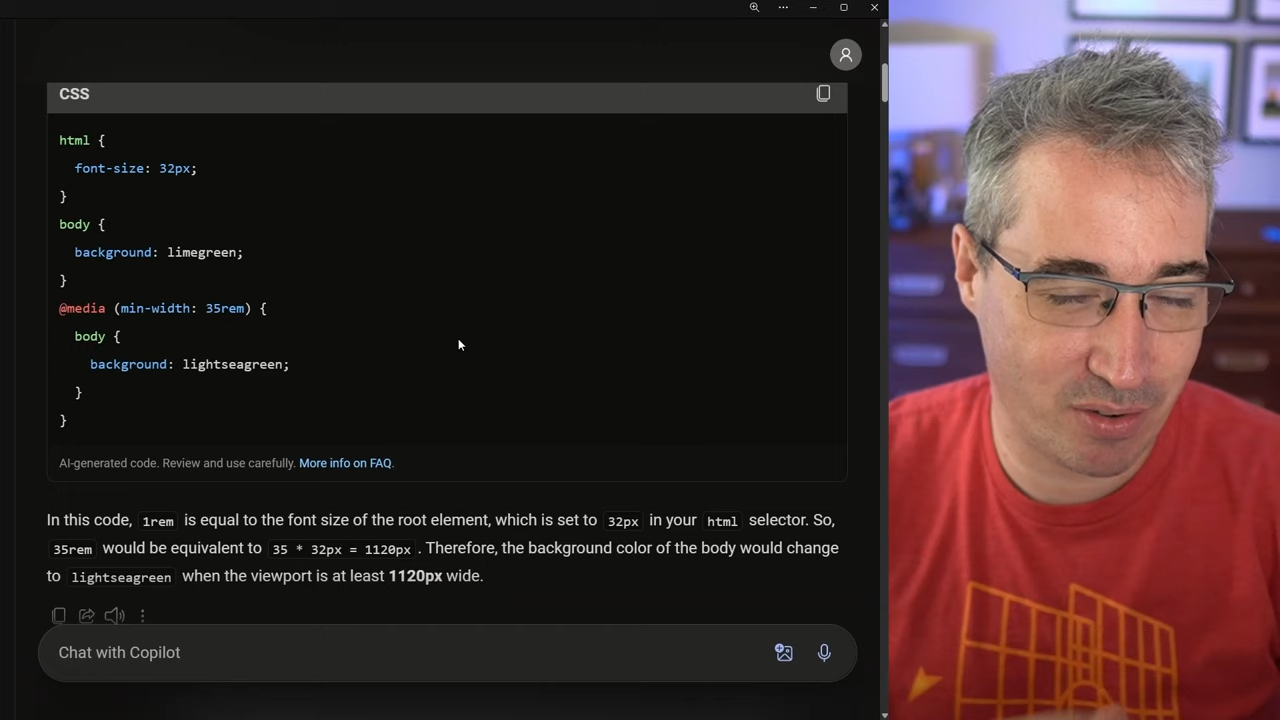 CSS
html {
font-size: 32px;
}
body {
background: limegreen;
}
@media (min-width: 35rem) {
body {
background: lightseagreen;
}
}
AI-generated code. Review and use carefully. More info on FAQ.
In this code, 1rem is equal to the font size of the root element, which is set to 32px in your html selector. So,
35rem would be equivalent to 35 * 32px = 1120px . Therefore, the background color of the body would change
to lightseagreen when the viewport is at least 1120px wide.
Chat with Copilot